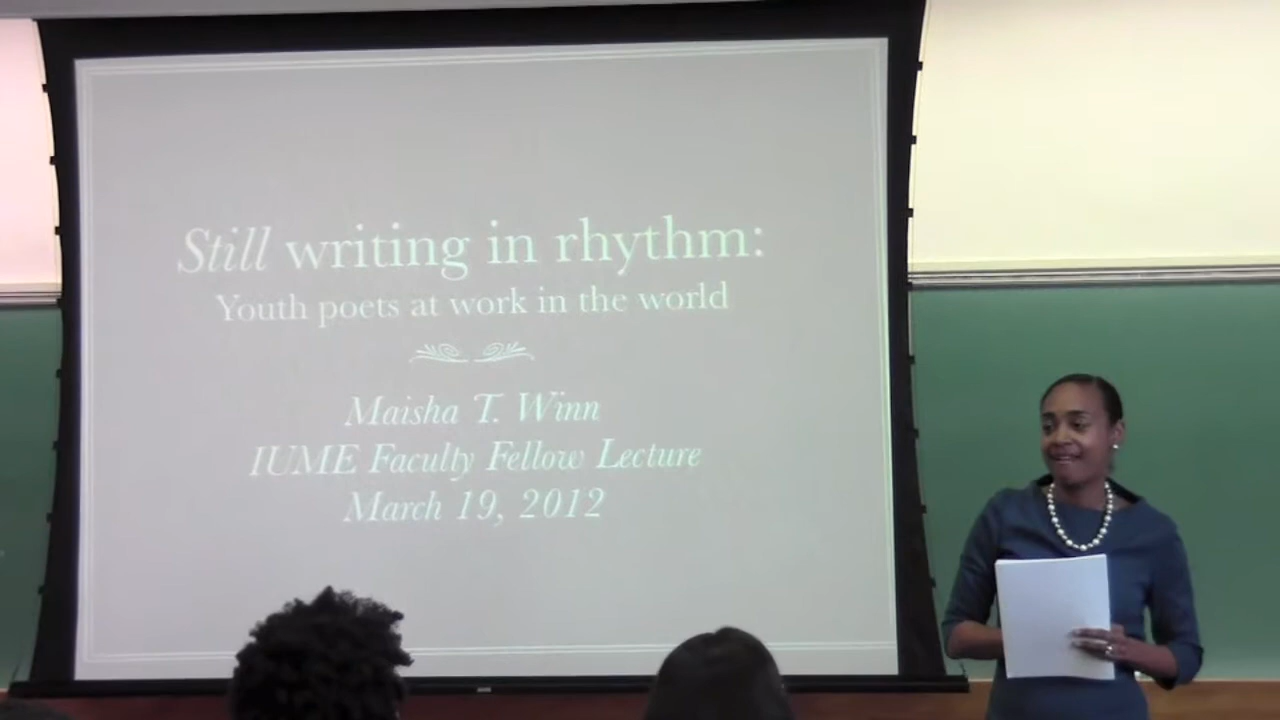 Still writing in rhythm:
Youth poets at work in the world
Maisha T. Winn
IUME Faculty Fellow Lecture
March 19, 2012